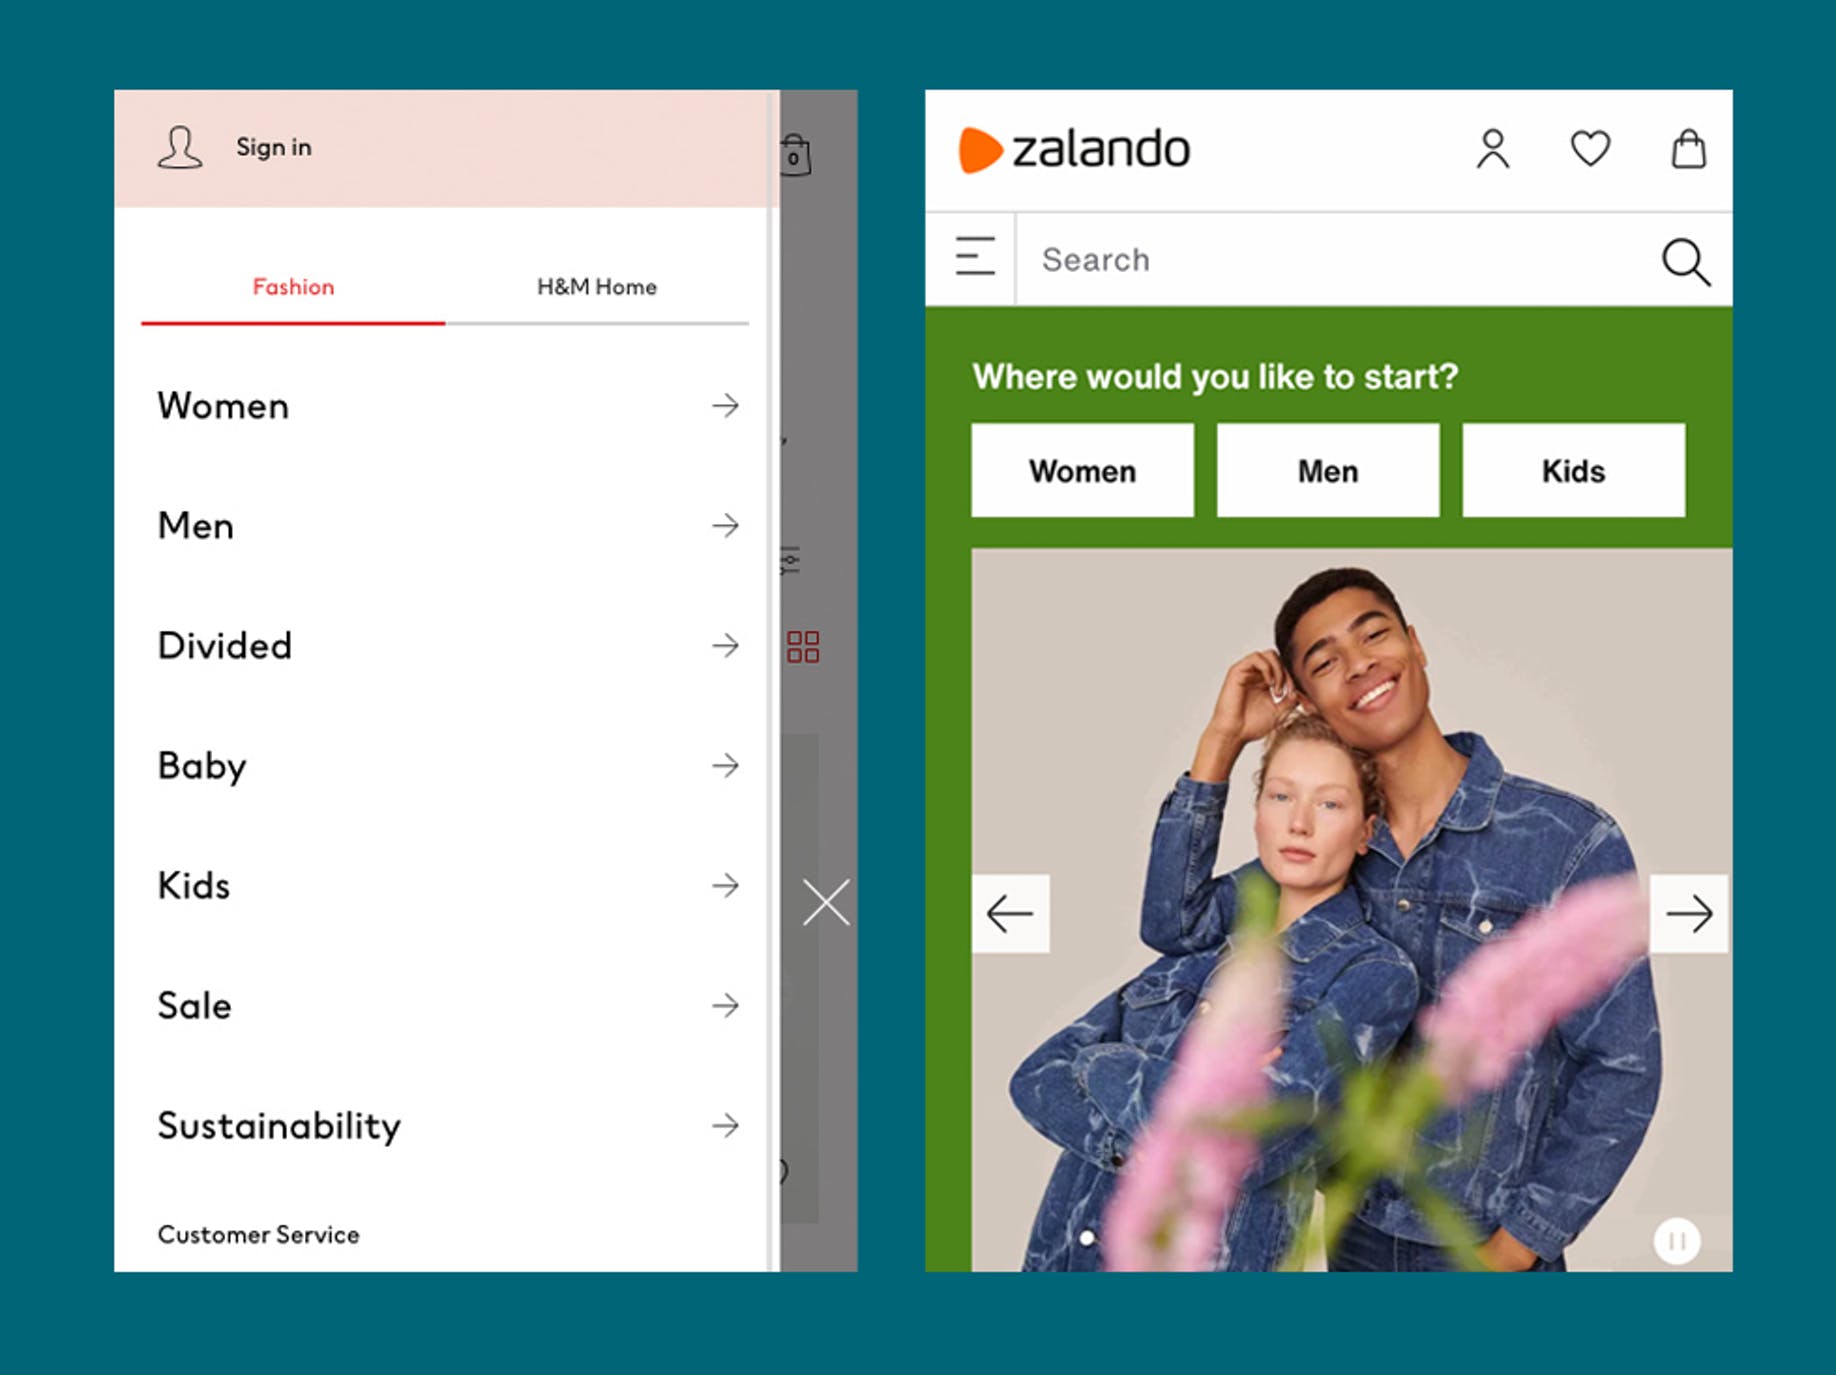 Sign in
0
Fashion
H&M Home
Women
Men
Divided
Baby
Kids
Sale
Sustainability
Customer Service
zalando
Search
Where would you like to start?
Women
Men
Kids